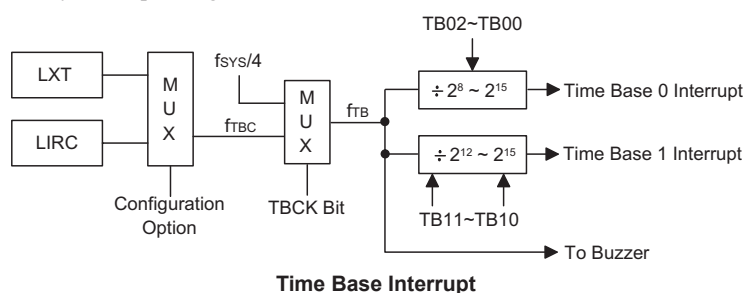 TB02~TB00
LXT
LIRC
M
U
X
Configuration
Option
fSYS/4
fTBC
M
U
X
TBCK Bit
fTB
÷ 2⁸ ~ 2¹⁵
Time Base 0 Interrupt
÷ 2¹² ~ 2¹⁵
Time Base 1 Interrupt
TB11~TB10
To Buzzer
Time Base Interrupt